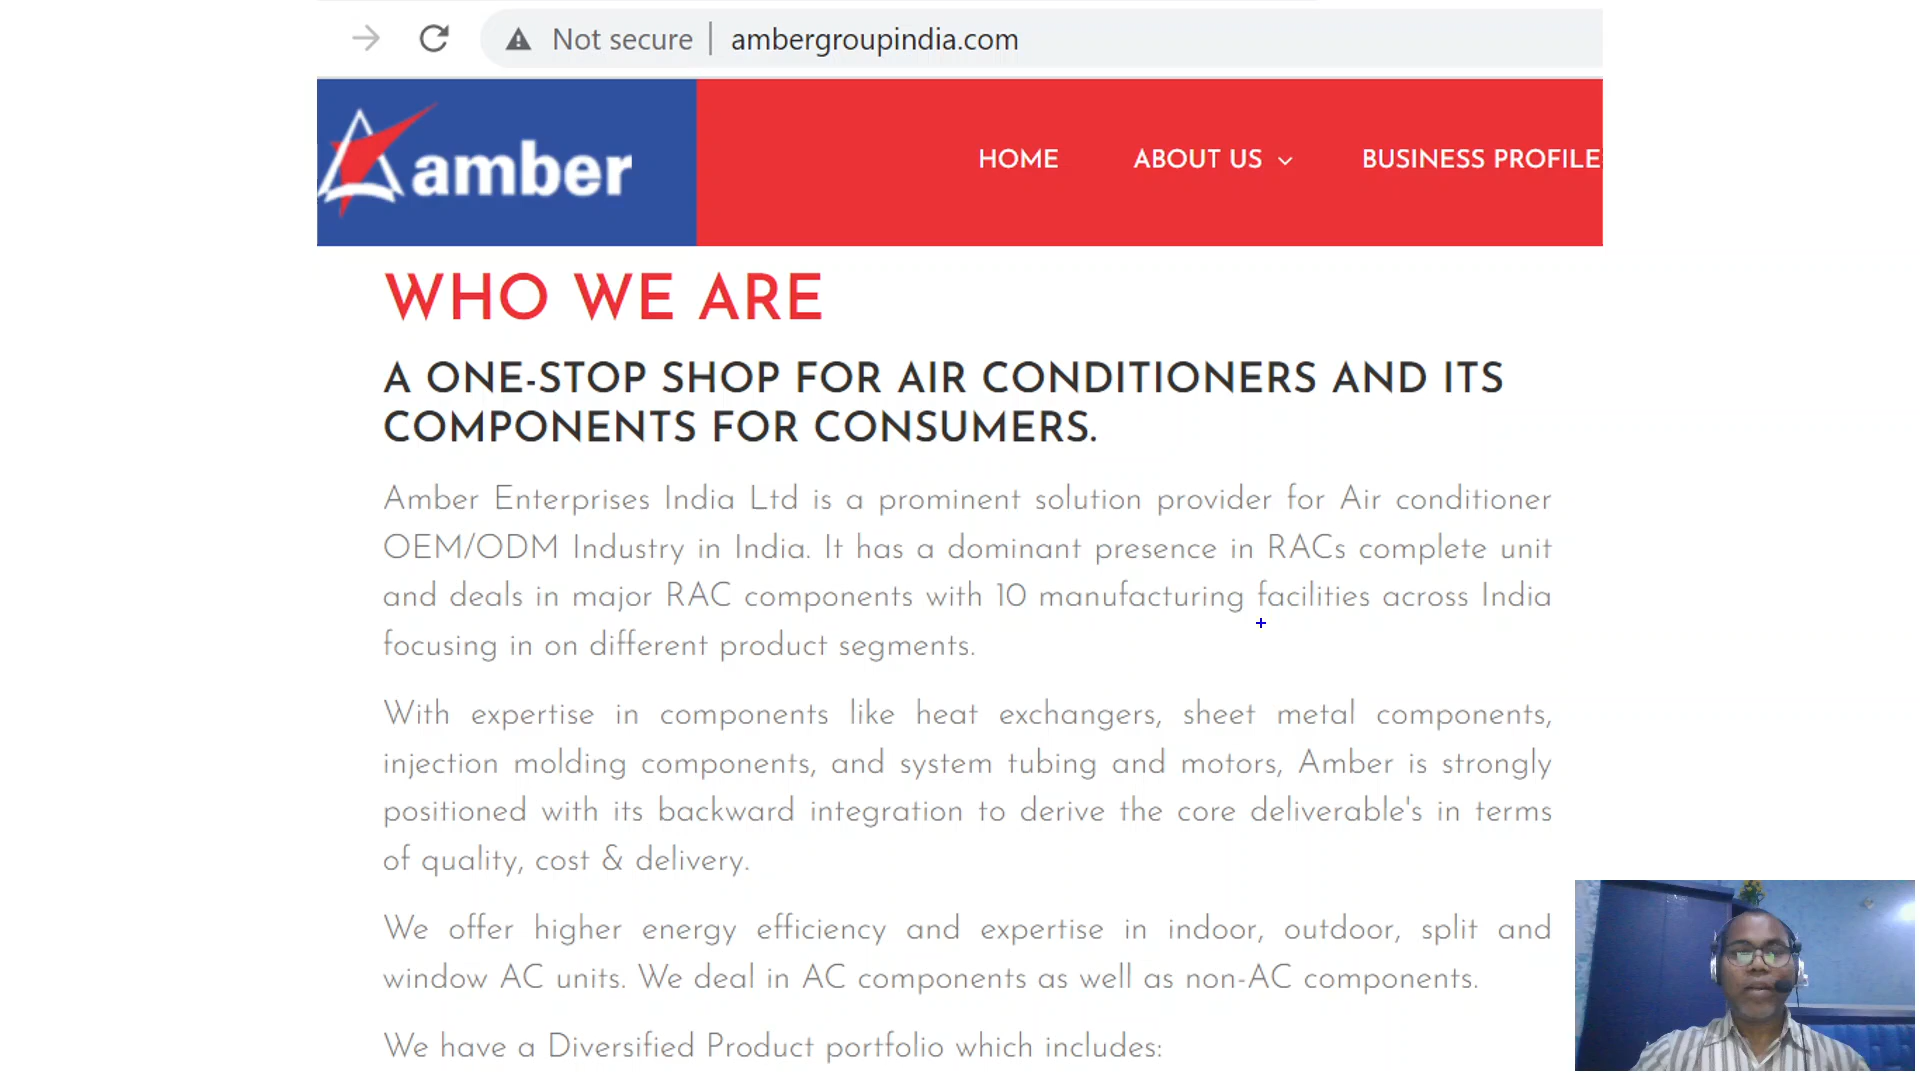 Not secure | ambergroupindia.com
amber
HOME ABOUT US BUSINESS PROFILE
WHO WE ARE
A ONE-STOP SHOP FOR AIR CONDITIONERS AND ITS
COMPONENTS FOR CONSUMERS.
Amber Enterprises India Ltd is a prominent solution provider for Air conditioner
OEM/ODM Industry in India. It has a dominant presence in RACs complete unit
and deals in major RAC components with 10 manufacturing facilities across India
focusing in on different product segments.
With expertise in components like heat exchangers, sheet metal components,
injection molding components, and system tubing and motors, Amber is strongly
positioned with its backward integration to derive the core deliverable's in terms
of quality, cost & delivery.
We offer higher energy efficiency and expertise in indoor, outdoor, split and
window AC units. We deal in AC components as well as non-AC components.
We have a Diversified Product portfolio which includes: